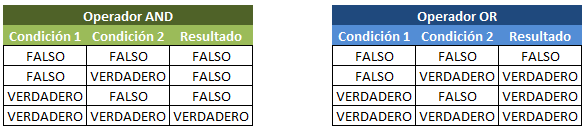 Operador AND
Condición 1 Condición 2 Resultado
FALSO FALSO FALSO
FALSO VERDADERO FALSO
VERDADERO FALSO FALSO
VERDADERO VERDADERO VERDADERO
Operador OR
Condición 1 Condición 2 Resultado
FALSO FALSO FALSO
FALSO VERDADERO VERDADERO
VERDADERO FALSO VERDADERO
VERDADERO VERDADERO VERDADERO